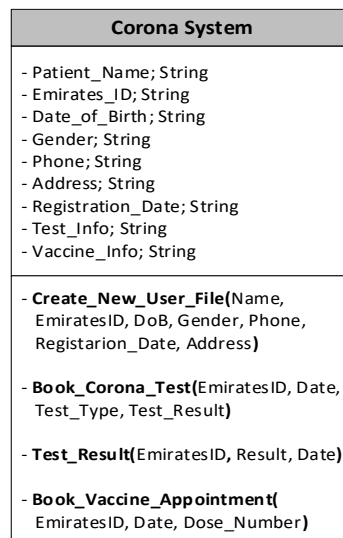 Corona System
- Patient_Name; String
- Emirates_ID; String
- Date_of_Birth; String
- Gender; String
- Phone; String
- Address; String
- Registration_Date; String
- Test_Info; String
- Vaccine_Info; String
- Create_New_User_File(Name,
EmiratesID, DoB, Gender, Phone,
Registarion_Date, Address)
- Book_Corona_Test(EmiratesID, Date,
Test_Type, Test_Result)
- Test_Result(EmiratesID, Result, Date)
- Book_Vaccine_Appointment(
EmiratesID, Date, Dose_Number)